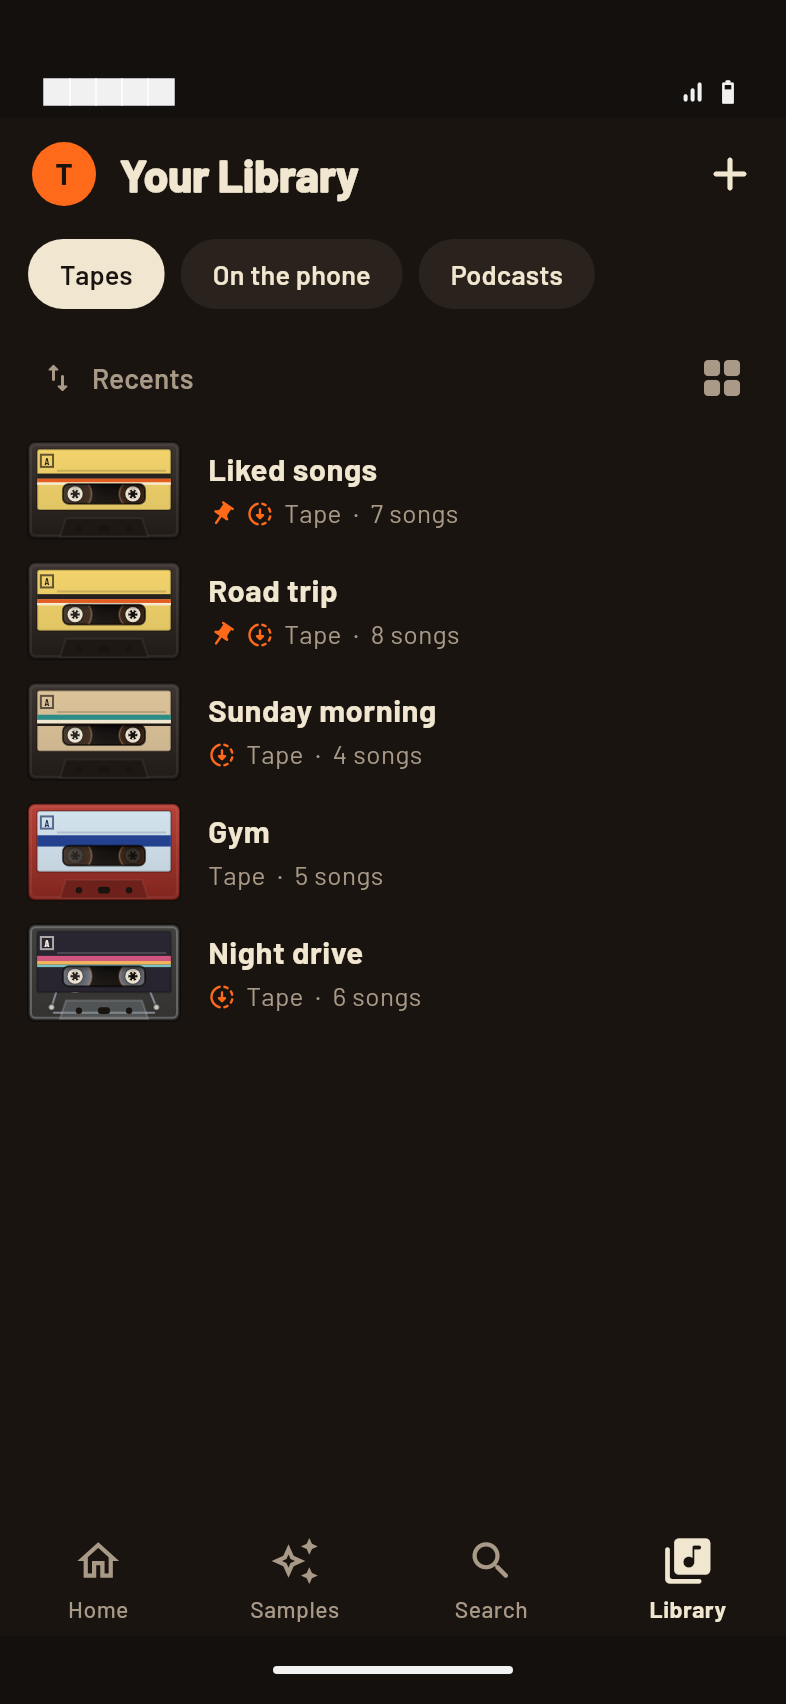 T Your Library
Tapes On the phone Podcasts
Recents
A
Liked songs
Tape · 7 songs
A
Road trip
Tape · 8 songs
A
Sunday morning
Tape · 4 songs
A
Gym
Tape · 5 songs
A
Night drive
Tape · 6 songs
Home Samples Search Library